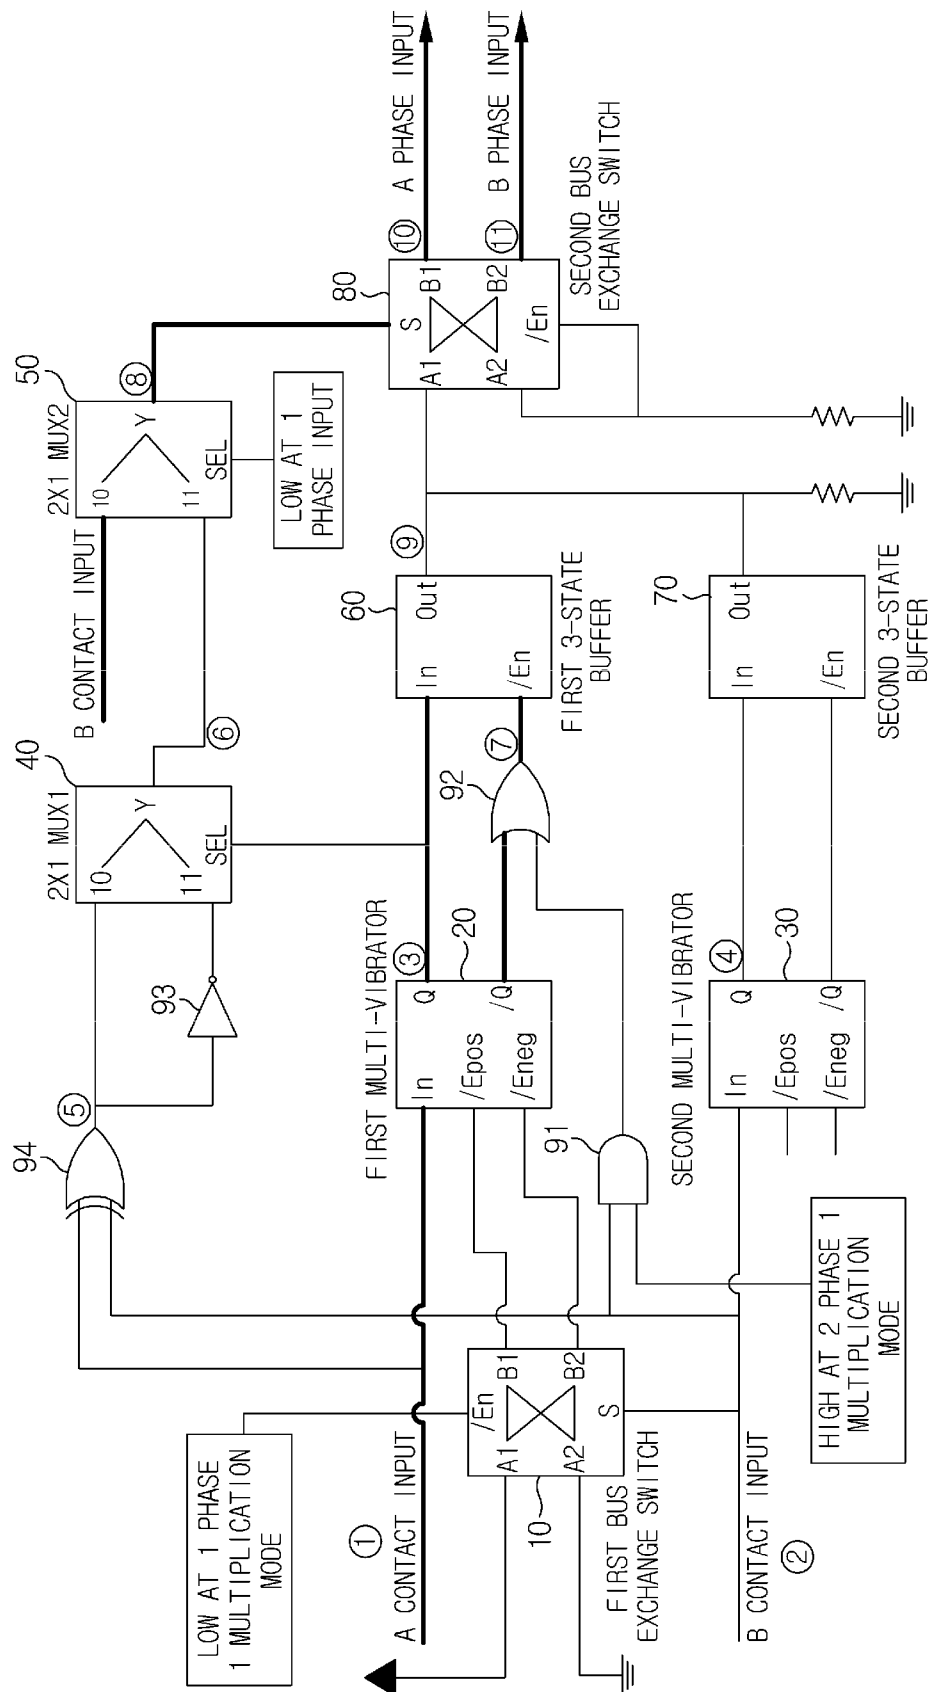 LOW AT 1 PHASE
1 MULTIPLICATION
MODE
1
A CONTACT INPUT
/En
A1
B1
A2
B2
S
10
FIRST BUS
EXCHANGE SWITCH
B CONTACT INPUT
2
HIGH AT 2 PHASE 1
MULTIPLICATION
MODE
94
5
93
91
FIRST MULTI-VIBRATOR
3
20
In
Q
/Epos
/Q
/Eneg
SECOND MULTI-VIBRATOR
4
30
In
Q
/Epos
/Q
/Eneg
2X1 MUX1
40
10
Y
11
SEL
6
92
7
B CONTACT INPUT
2X1 MUX2
50
10
Y
11
SEL
8
LOW AT 1
PHASE INPUT
60
In
Out
/En
FIRST 3-STATE
BUFFER
9
70
In
Out
/En
SECOND 3-STATE
BUFFER
80
S
A1
B1
A2
B2
/En
SECOND BUS
EXCHANGE SWITCH
10
A PHASE INPUT
11
B PHASE INPUT